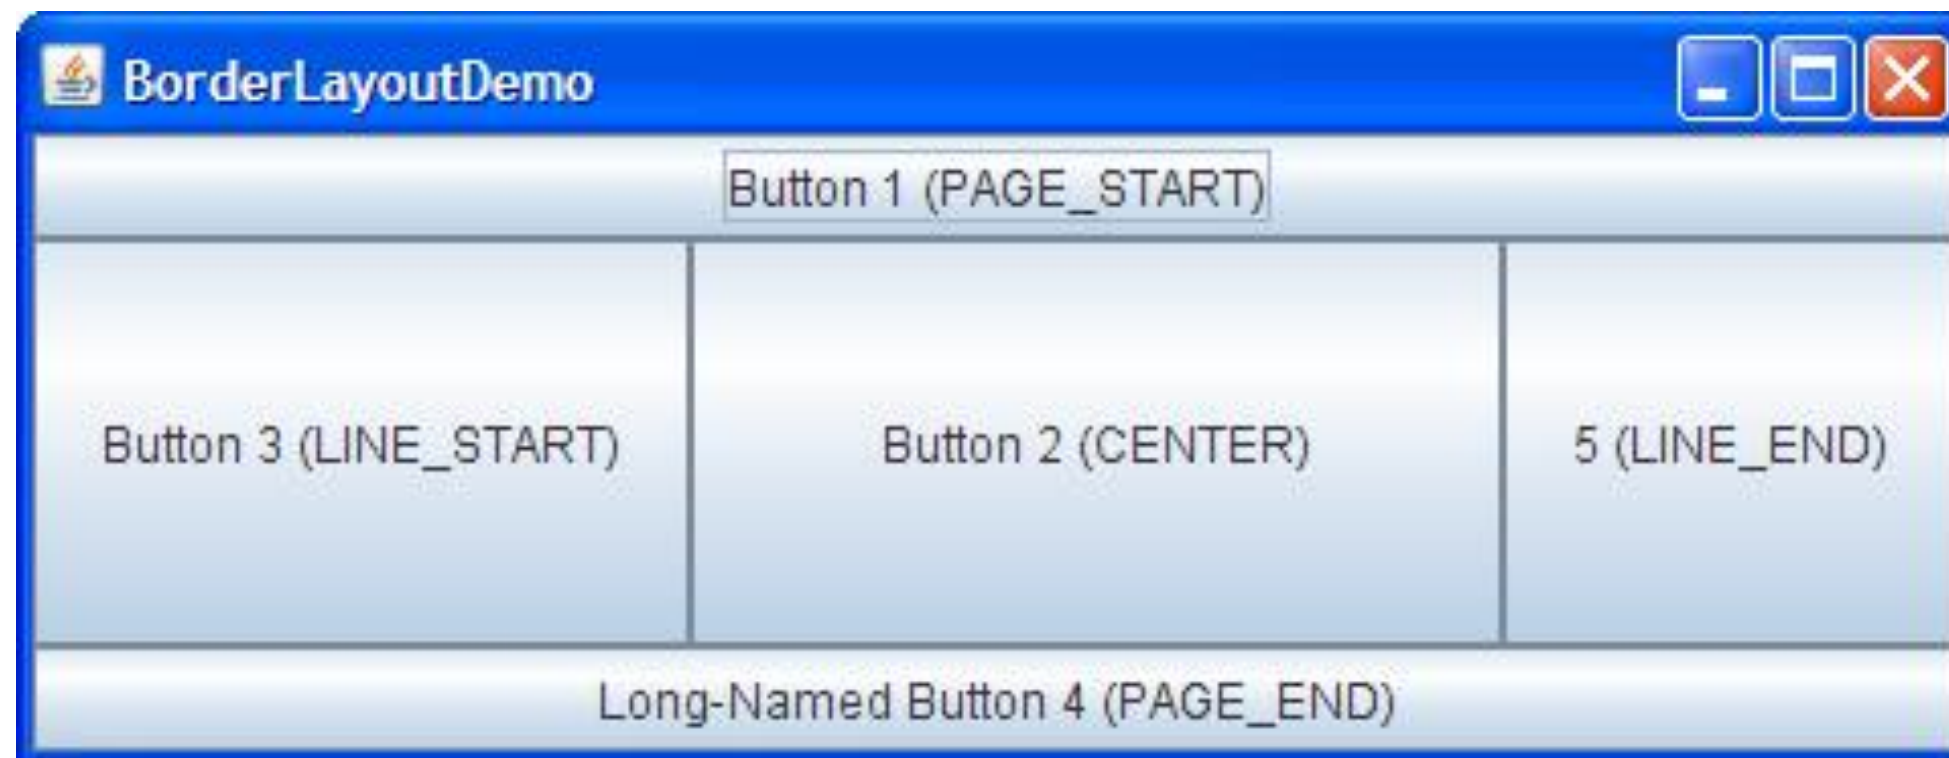 BorderLayoutDemo
Button 1 (PAGE_START)
Button 3 (LINE_START)
Button 2 (CENTER)
5 (LINE_END)
Long-Named Button 4 (PAGE_END)